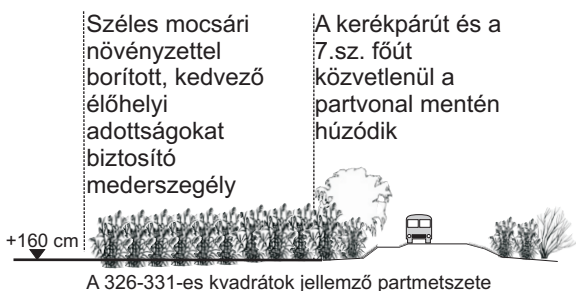 Széles mocsári
növényzettel
borított, kedvező
élőhelyi
adottságokat
biztosító
mederszegély
A kerékpárút és a
7.sz. főút
közvetlenül a
partvonal mentén
húzódik
+160 cm
A 326-331-es kvadrátok jellemző partmetszete